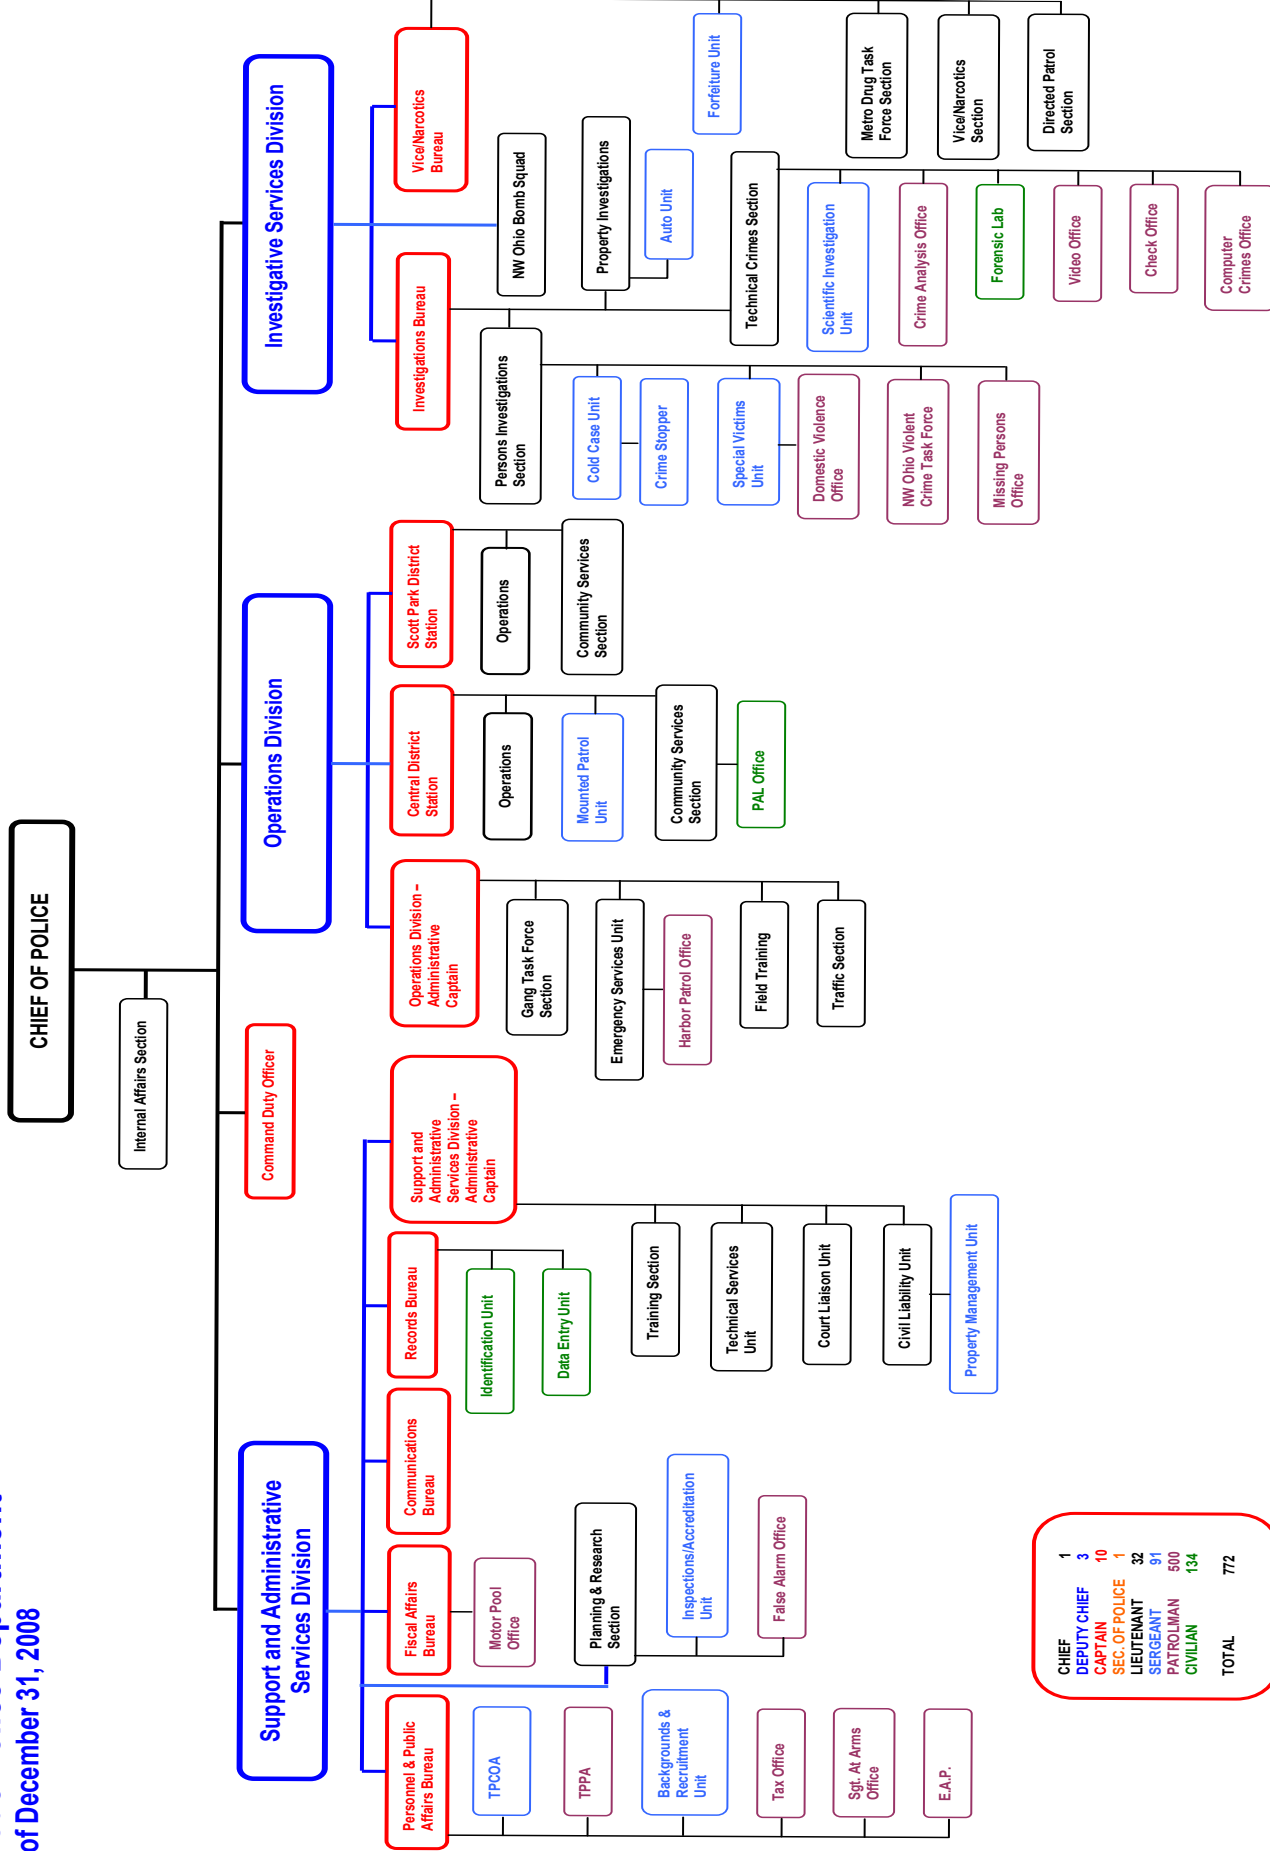 of December 31, 2008
CHIEF OF POLICE
Internal Affairs Section
Command Duty Officer
Support and Administrative
Services Division
Operations Division
Investigative Services Division
Personnel & Public
Affairs Bureau
Fiscal Affairs
Bureau
Communications
Bureau
Records Bureau
Support and
Administrative
Services Division –
Administrative
Captain
Operations Division –
Administrative
Captain
Central District
Station
Scott Park District
Station
Investigations Bureau
Vice/Narcotics
Bureau
TPCOA
TPPA
Backgrounds &
Recruitment
Unit
Tax Office
Sgt. At Arms
Office
E.A.P.
Motor Pool
Office
Planning & Research
Section
Inspections/Accreditation
Unit
False Alarm Office
Identification Unit
Data Entry Unit
Training Section
Technical Services
Unit
Court Liaison Unit
Civil Liability Unit
Property Management Unit
Gang Task Force
Section
Emergency Services Unit
Harbor Patrol Office
Field Training
Traffic Section
Operations
Mounted Patrol
Unit
Community Services
Section
PAL Office
Operations
Community Services
Section
Persons Investigations
Section
Cold Case Unit
Crime Stopper
Special Victims
Unit
Domestic Violence
Office
NW Ohio Violent
Crime Task Force
Missing Persons
Office
NW Ohio Bomb Squad
Property Investigations
Auto Unit
Technical Crimes Section
Scientific Investigation
Unit
Crime Analysis Office
Forensic Lab
Video Office
Check Office
Computer
Crimes Office
Forfeiture Unit
Metro Drug Task
Force Section
Vice/Narcotics
Section
Directed Patrol
Section
CHIEF 1
DEPUTY CHIEF 3
CAPTAIN 10
SEC. OF POLICE 1
LIEUTENANT 32
SERGEANT 91
PATROLMAN 500
CIVILIAN 134
TOTAL 772